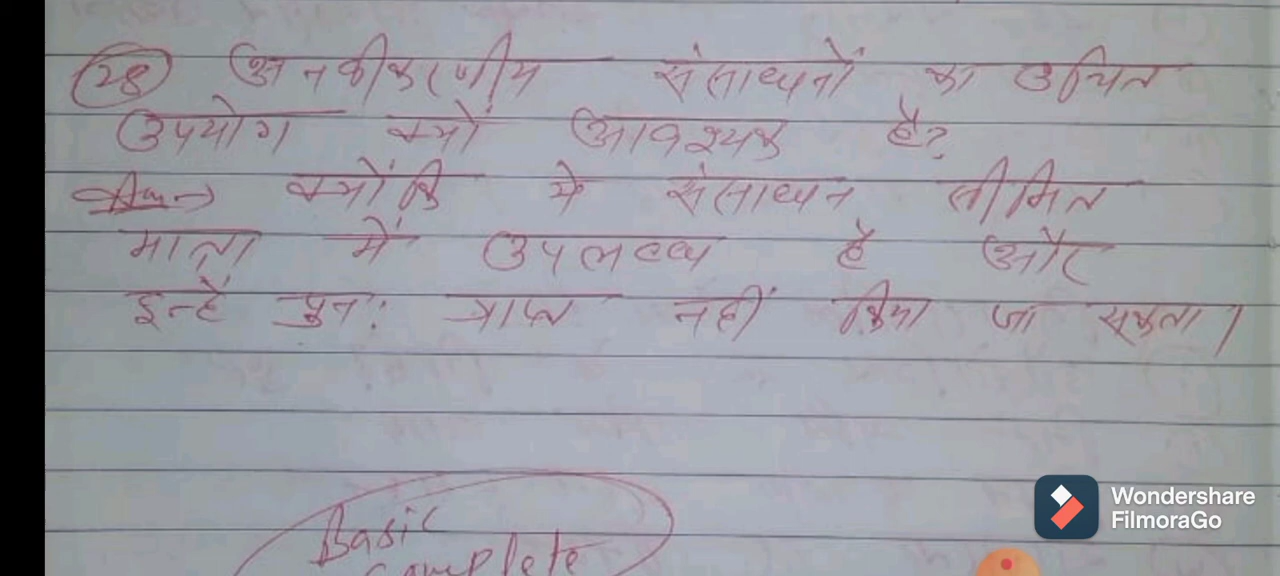 (28) अनवीकरणीय संसाधनों का उचित
उपयोग क्यों आवश्यक है?
Ans→ क्योंकि ये संसाधन सीमित
मात्रा में उपलब्ध है और
इन्हें पुनः प्राप्त नहीं किया जा सकता।
Basic
Complete
Wondershare
FilmoraGo